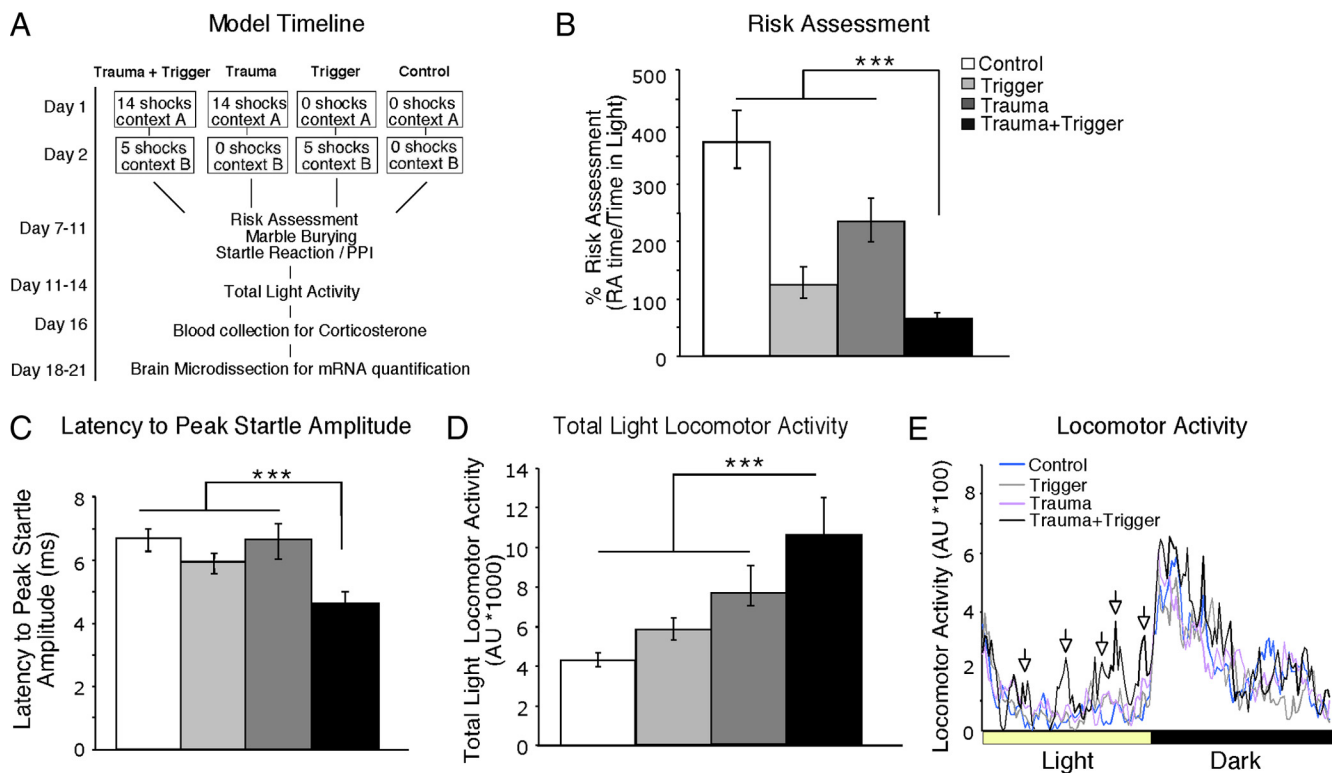 A
Model Timeline
Trauma + Trigger Trauma Trigger Control
Day 1
14 shocks context A
14 shocks context A
0 shocks context A
0 shocks context A
Day 2
5 shocks context B
0 shocks context B
5 shocks context B
0 shocks context B
Day 7-11
Risk Assessment
Marble Burying
Startle Reaction / PPI
Day 11-14
Total Light Activity
Day 16
Blood collection for Corticosterone
Day 18-21
Brain Microdissection for mRNA quantification
B
Risk Assessment
% Risk Assessment
(RA time/Time in Light)
500
400
300
200
100
0
***
Control
Trigger
Trauma
Trauma+Trigger
C
Latency to Peak Startle Amplitude
Latency to Peak Startle
Amplitude (ms)
8
6
4
2
0
***
D
Total Light Locomotor Activity
Total Light Locomotor Activity
(AU *1000)
14
12
10
8
6
4
2
0
***
E
Locomotor Activity
Locomotor Activity (AU *100)
8
6
4
2
0
Control
Trigger
Trauma
Trauma+Trigger
Light
Dark